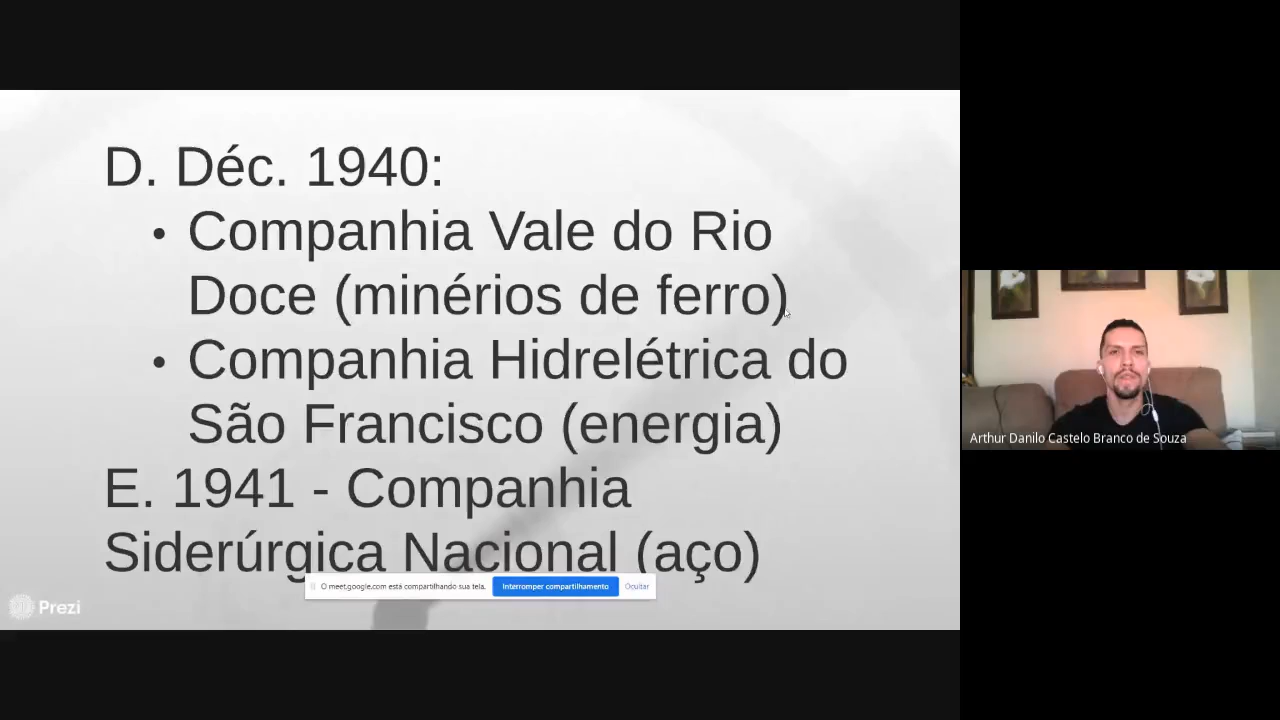 D. Déc. 1940:
• Companhia Vale do Rio
Doce (minérios de ferro)
• Companhia Hidrelétrica do
São Francisco (energia)
E. 1941 - Companhia
Siderúrgica Nacional (aço)
O meet.google.com está compartilhando sua tela. Interromper compartilhamento Ocultar
Prezi
Arthur Danilo Castelo Branco de Souza